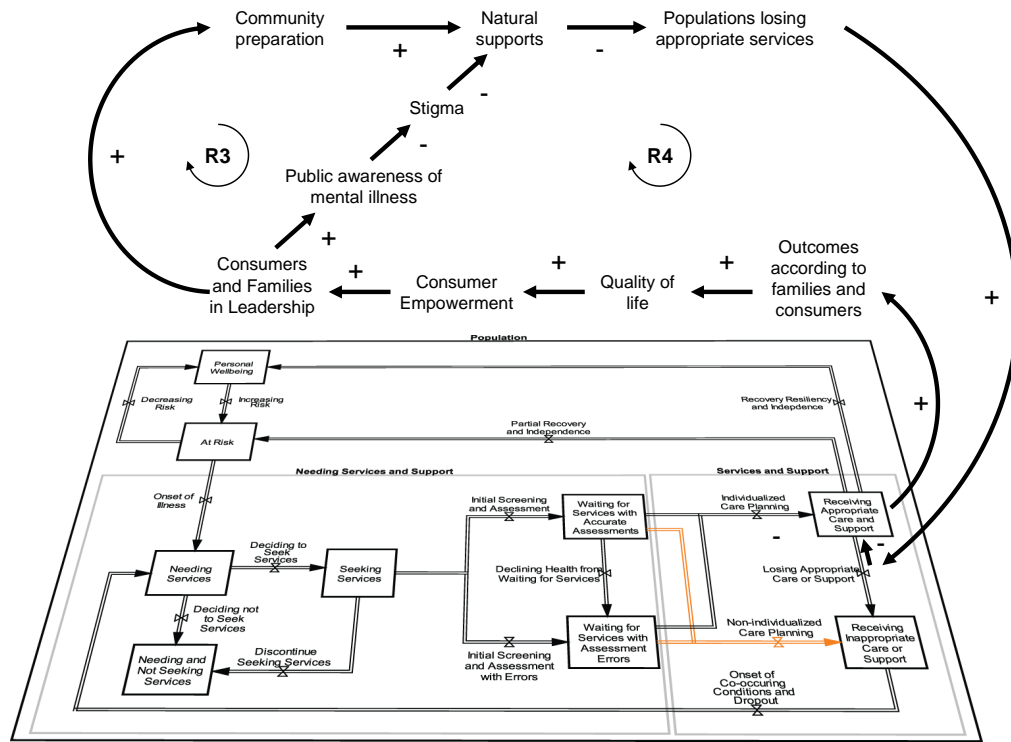 Community
preparation
+
Natural
supports
-
Populations losing
appropriate services
-
Stigma
-
+
R3
R4
Public awareness of
mental illness
+
Consumers
and Families
in Leadership
+
Consumer
Empowerment
+
Quality of
life
+
Outcomes
according to
families and
consumers
+
+
Population
Personal
Wellbeing
Decreasing
Risk
Increasing
Risk
Recovery Resiliency
and Indepdence
Partial Recovery
and Independence
At Risk
Needing Services and Support
Services and Support
Onset of
Illness
Initial Screening
and Assessment
Waiting for
Services with
Accurate
Assessments
Individualized
Care Planning
Receiving
Appropriate
Care and
Support
-
-
Deciding to
Seek
Services
Needing
Services
Seeking
Services
Declining Health from
Waiting for Services
Losing Appropriate
Care or Support
Deciding not
to Seek
Services
Needing and
Not Seeking
Services
Discontinue
Seeking Services
Initial Screening
and Assessment
with Errors
Waiting for
Services with
Assessment
Errors
Non-individualized
Care Planning
Receiving
Inappropriate
Care or
Support
Onset of
Co-occuring
Conditions and
Dropout